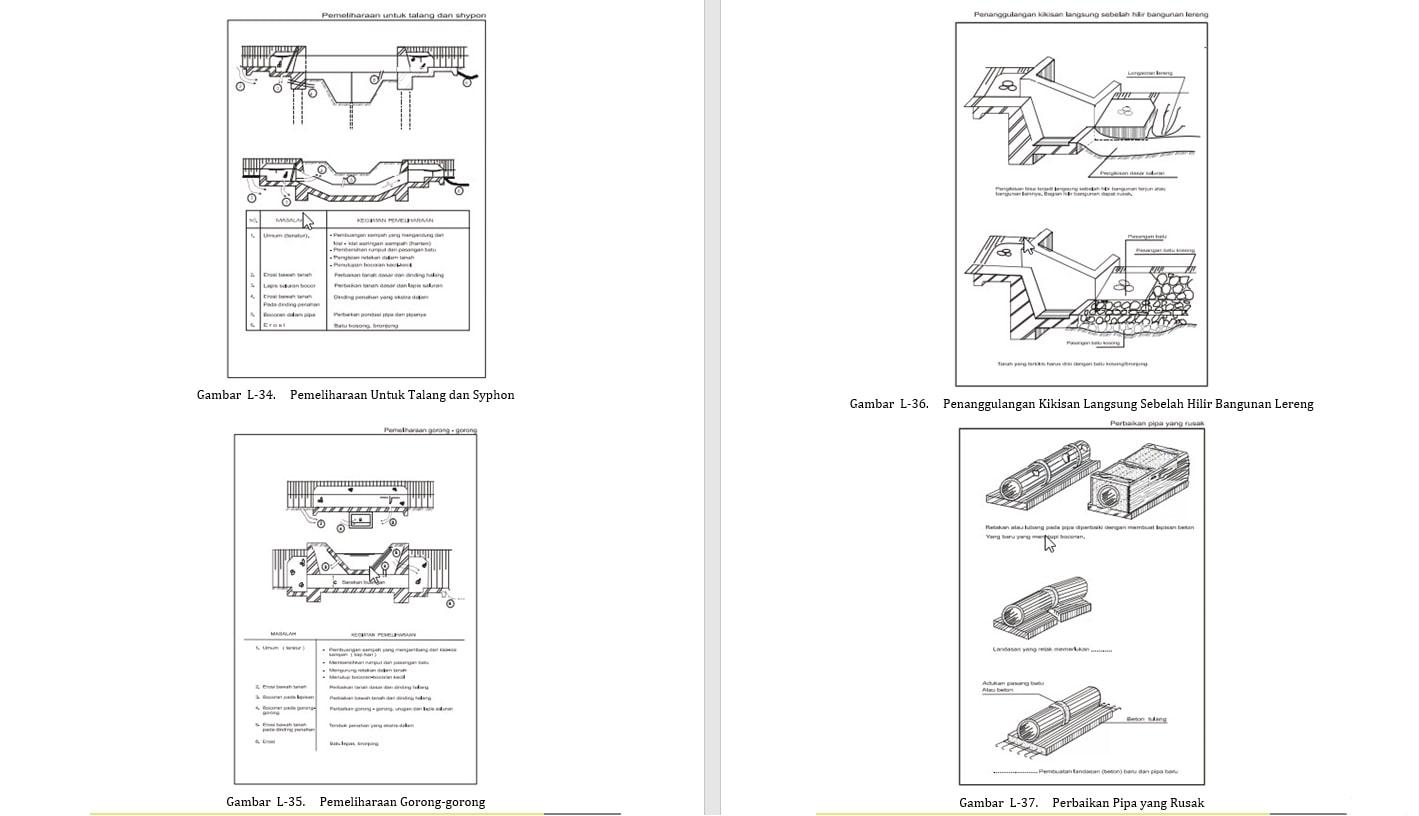 Pemeliharaan untuk talang dan shypon
NO. MASALAH KEGIATAN PEMELIHARAAN
1. Umum (teratur), • Pembuangan sampah yang mengandung dari
kisi - kisi saringan sampah (harian)
• Pembersihan rumput dari pasangan batu
• Pengisian retakan dalam tanah
• Penutupan bocoran kecil-kecil
2. Erosi bawah tanah Perbaikan tanah dasar dan dinding halang
3. Lapis saluran bocor Perbaikan tanah dasar dan lapis saluran
4. Erosi bawah tanah Dinding penahan yang ekstra dalam
Pada dinding penahan
5. Bocoran dalam pipa Perbaikan pondasi pipa dan pipanya
6. E r o s i Batu kosong, bronjong
Gambar L-34. Pemeliharaan Untuk Talang dan Syphon
Pemeliharaan gorong - gorong
MASALAH KEGIATAN PEMELIHARAAN
1. Umum ( teratur ) • Pembuangan sampah yang mengambang dari
sampah ( tiap hari )
• Membersihkan rumput dari pasangan batu
• Mengurung retakan dalam tanah
• Menutup bocoran-bocoran kecil
2. Erosi bawah tanah Perbaikan tanah dasar dan dinding halang
3. Bocoran pada lapisan Perbaikan bawah tanah dan dinding halang
4. Bocoran pada gorong- Perbaikan gorong - gorong, urugan dan lapis saluran
gorong
5. Erosi bawah tanah Tembok penahan yang ekstra dalam
pada dinding penahan
6. Erosi Batu lepas, bronjong
Gambar L-35. Pemeliharaan Gorong-gorong
Penanggulangan kikisan langsung sebelah hilir bangunan lereng
Longsoran lereng
Pengikisan dasar saluran
Pengikisan bisa terjadi langsung sebelah hilir bangunan terjun atau
bangunan lainnya. Bagian hilir bangunan dapat rusak.
Pasangan batu
Pasangan batu kosong
Pasangan batu kosong
Tanah yang terkikis harus diisi dengan batu kosong/bronjong
Gambar L-36. Penanggulangan Kikisan Langsung Sebelah Hilir Bangunan Lereng
Perbaikan pipa yang rusak
Retakan atau lubang pada pipa diperbaiki dengan membuat lapisan beton
Yang baru yang menutupi bocoran.
Landasan yang retak memerlukan ...........
Adukan pasang batu
Atau beton
Beton tulang
...................... Pembuatan landasan (beton) baru dan pipa baru
Gambar L-37. Perbaikan Pipa yang Rusak